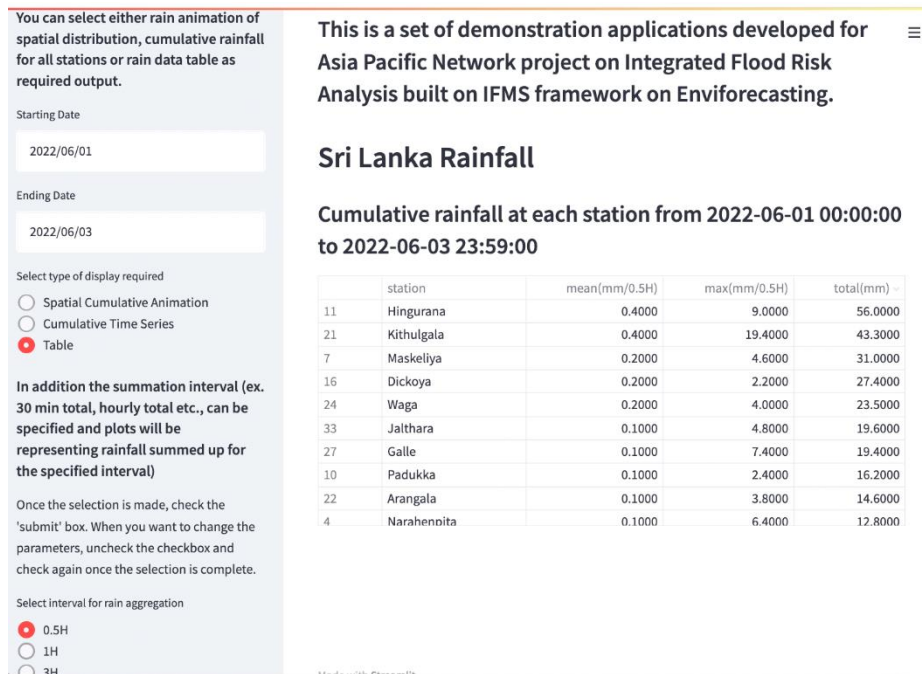 You can select either rain animation of
spatial distribution, cumulative rainfall
for all stations or rain data table as
required output.
Starting Date
2022/06/01
Ending Date
2022/06/03
Select type of display required
Spatial Cumulative Animation
Cumulative Time Series
Table
In addition the summation interval (ex.
30 min total, hourly total etc., can be
specified and plots will be
representing rainfall summed up for
the specified interval)
Once the selection is made, check the
'submit' box. When you want to change the
parameters, uncheck the checkbox and
check again once the selection is complete.
Select interval for rain aggregation
0.5H
1H
3H
This is a set of demonstration applications developed for
Asia Pacific Network project on Integrated Flood Risk
Analysis built on IFMS framework on Enviforecasting.
Sri Lanka Rainfall
Cumulative rainfall at each station from 2022-06-01 00:00:00
to 2022-06-03 23:59:00
station mean(mm/0.5H) max(mm/0.5H) total(mm)
11 Hingurana 0.4000 9.0000 56.0000
21 Kithulgala 0.4000 19.4000 43.3000
7 Maskeliya 0.2000 4.6000 31.0000
16 Dickoya 0.2000 2.2000 27.4000
24 Waga 0.2000 4.0000 23.5000
33 Jalthara 0.1000 4.8000 19.6000
27 Galle 0.1000 7.4000 19.4000
10 Padukka 0.1000 2.4000 16.2000
22 Arangala 0.1000 3.8000 14.6000
4 Narahenpita 0.1000 6.4000 12.8000
Made with Streamlit